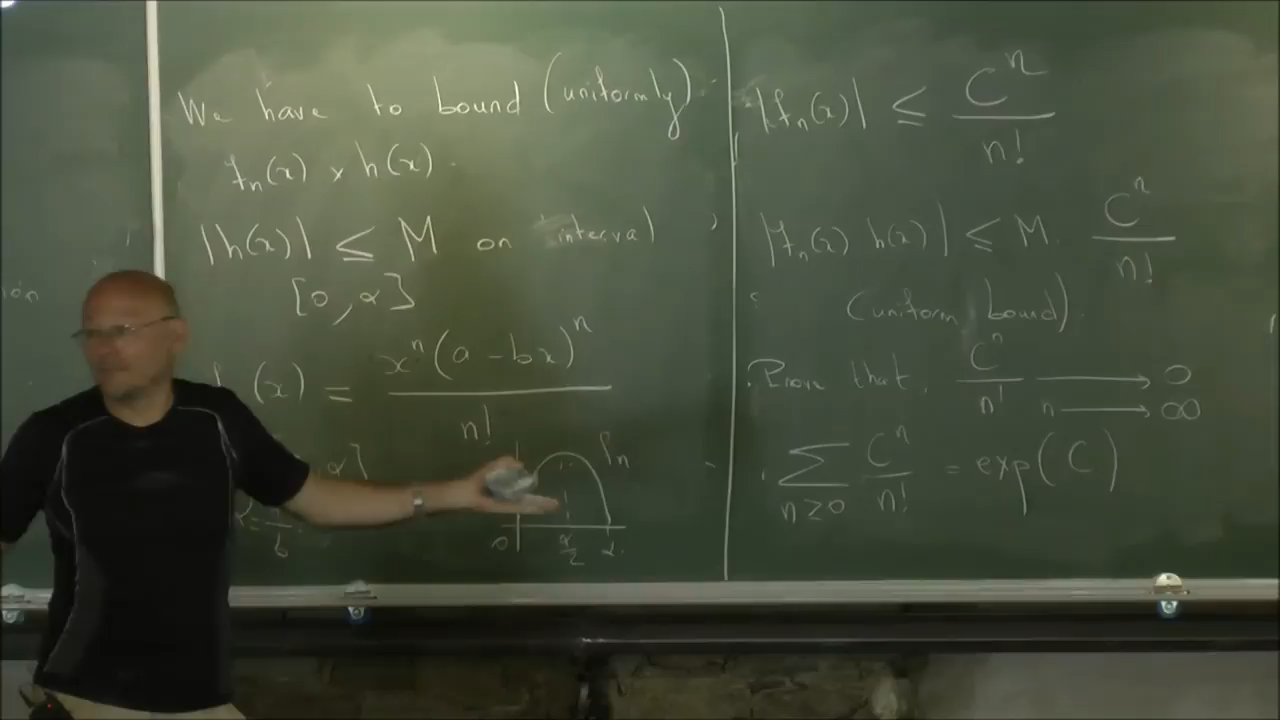 ion
We have to bound (uniformly)
fn(x) × h(x).
|h(x)| ≤ M on interval
[0, α]
(x) = x^n (a - bx)^n / n!
α]
fn
0 α/2 α
b
|fn(x)| ≤ C^n / n!
|fn(x) h(x)| ≤ M. C^n / n!
(uniform bound).
Prove that C^n / n! → 0
n → ∞
∑ n≥0 C^n / n! = exp(C)